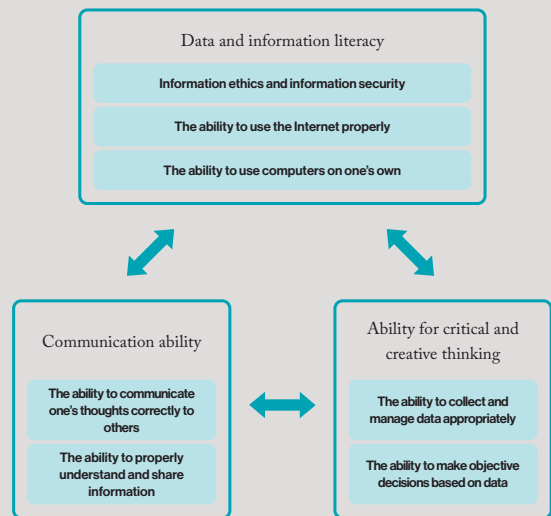 Data and information literacy
Information ethics and information security
The ability to use the Internet properly
The ability to use computers on one's own
Communication ability
The ability to communicate
one's thoughts correctly to
others
The ability to properly
understand and share
information
Ability for critical and
creative thinking
The ability to collect and
manage data appropriately
The ability to make objective
decisions based on data